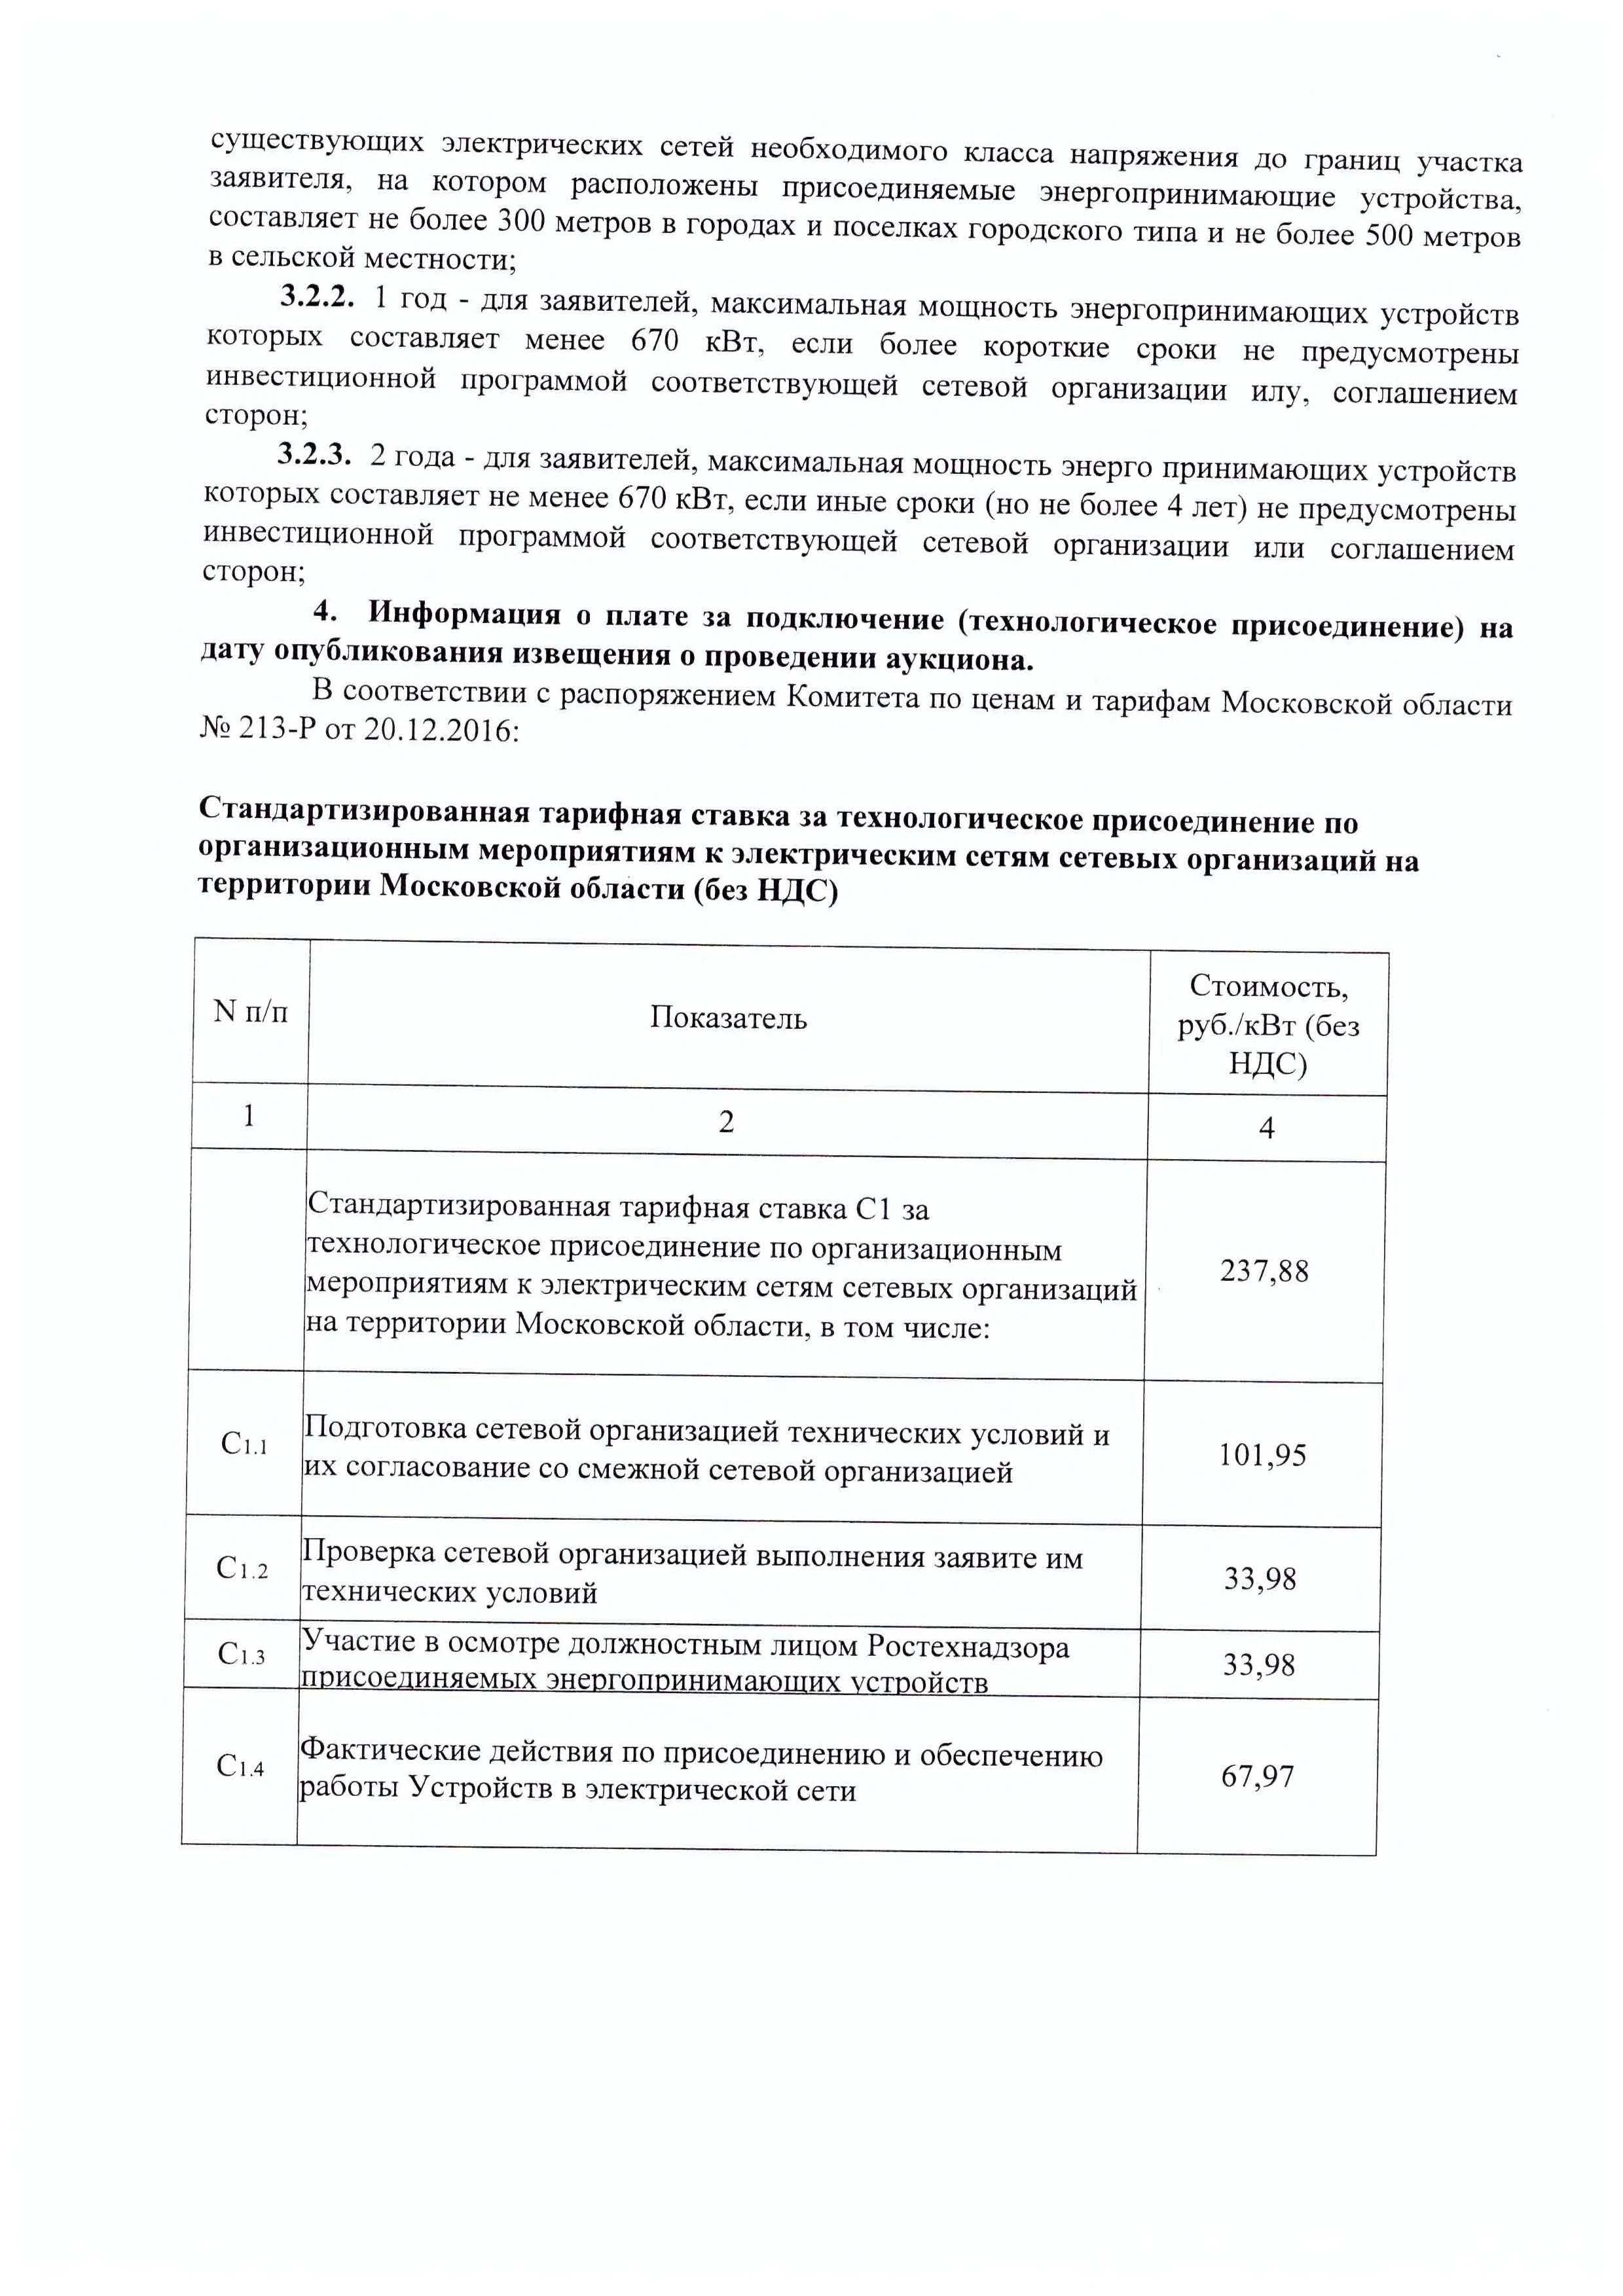 существующих электрических сетей необходимого класса напряжения до границ участка
заявителя, на котором расположены присоединяемые энергопринимающие устройства,
составляет не более 300 метров в городах и поселках городского типа и не более 500 метров
в сельской местности;
3.2.2. 1 год - для заявителей, максимальная мощность энергопринимающих устройств
которых составляет менее 670 кВт, если более короткие сроки не предусмотрены
инвестиционной программой соответствующей сетевой организации илу, соглашением
сторон;
3.2.3. 2 года - для заявителей, максимальная мощность энерго принимающих устройств
которых составляет не менее 670 кВт, если иные сроки (но не более 4 лет) не предусмотрены
инвестиционной программой соответствующей сетевой организации или соглашением
сторон;
4. Информация о плате за подключение (технологическое присоединение) на
дату опубликования извещения о проведении аукциона.
В соответствии с распоряжением Комитета по ценам и тарифам Московской области
№ 213-Р от 20.12.2016:
Стандартизированная тарифная ставка за технологическое присоединение по
организационным мероприятиям к электрическим сетям сетевых организаций на
территории Московской области (без НДС)
N п/п
Показатель
Стоимость,
руб./кВт (без
НДС)
1
2
4
Стандартизированная тарифная ставка С1 за
технологическое присоединение по организационным
мероприятиям к электрическим сетям сетевых организаций
на территории Московской области, в том числе:
237,88
С1.1
Подготовка сетевой организацией технических условий и
их согласование со смежной сетевой организацией
101,95
С1.2
Проверка сетевой организацией выполнения заявите им
технических условий
33,98
С1.3
Участие в осмотре должностным лицом Ростехнадзора
присоединяемых энергопринимающих устройств
33,98
С1.4
Фактические действия по присоединению и обеспечению
работы Устройств в электрической сети
67,97